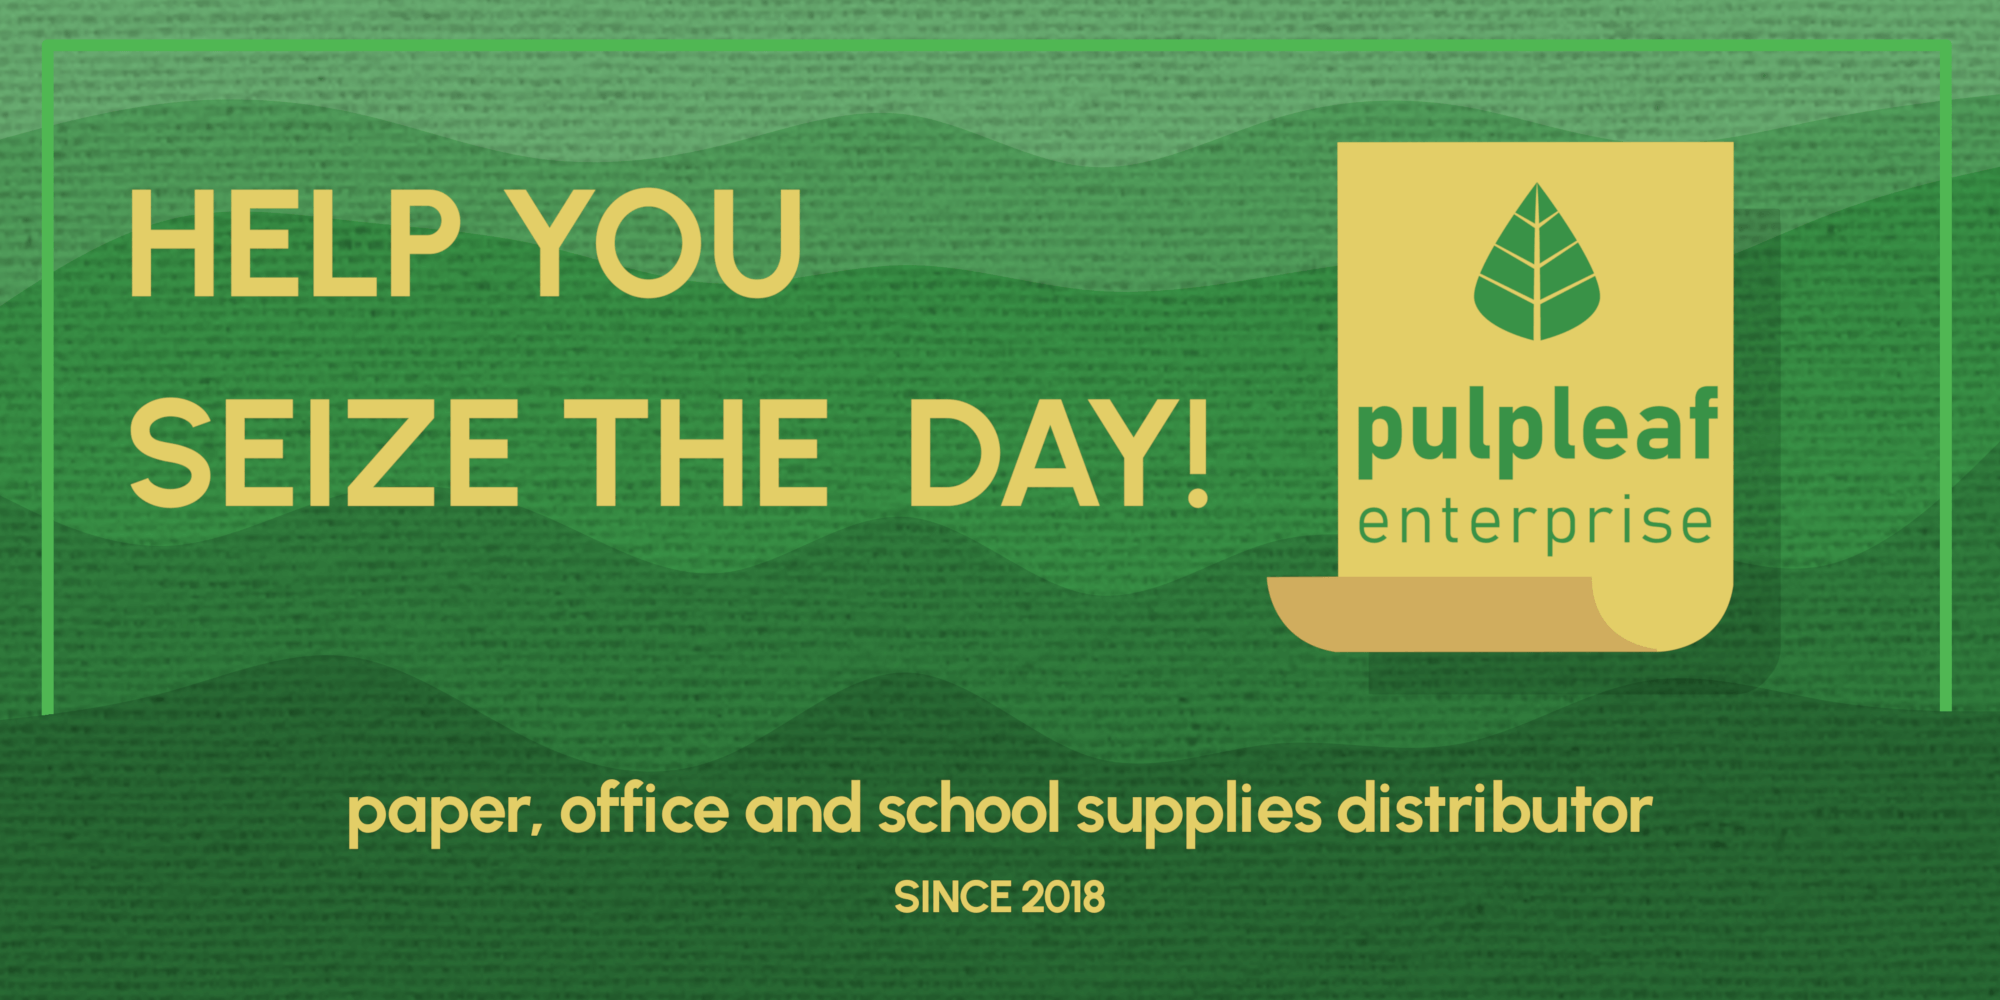 HELP YOU
SEIZE THE  DAY!
pulpleaf
enterprise
paper, office and school supplies distributor
SINCE 2018